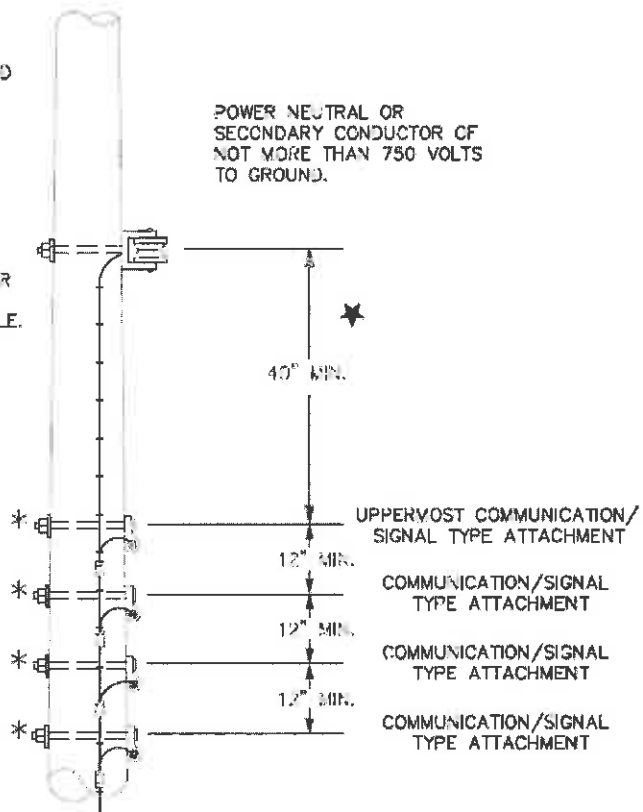 POWER NEUTRAL OR
SECONDARY CONDUCTOR OF
NOT MORE THAN 750 VOLTS
TO GROUND.
40" MIN.
UPPERMOST COMMUNICATION/
SIGNAL TYPE ATTACHMENT
12" MIN.
COMMUNICATION/SIGNAL
TYPE ATTACHMENT
12" MIN.
COMMUNICATION/SIGNAL
TYPE ATTACHMENT
12" MIN.
COMMUNICATION/SIGNAL
TYPE ATTACHMENT